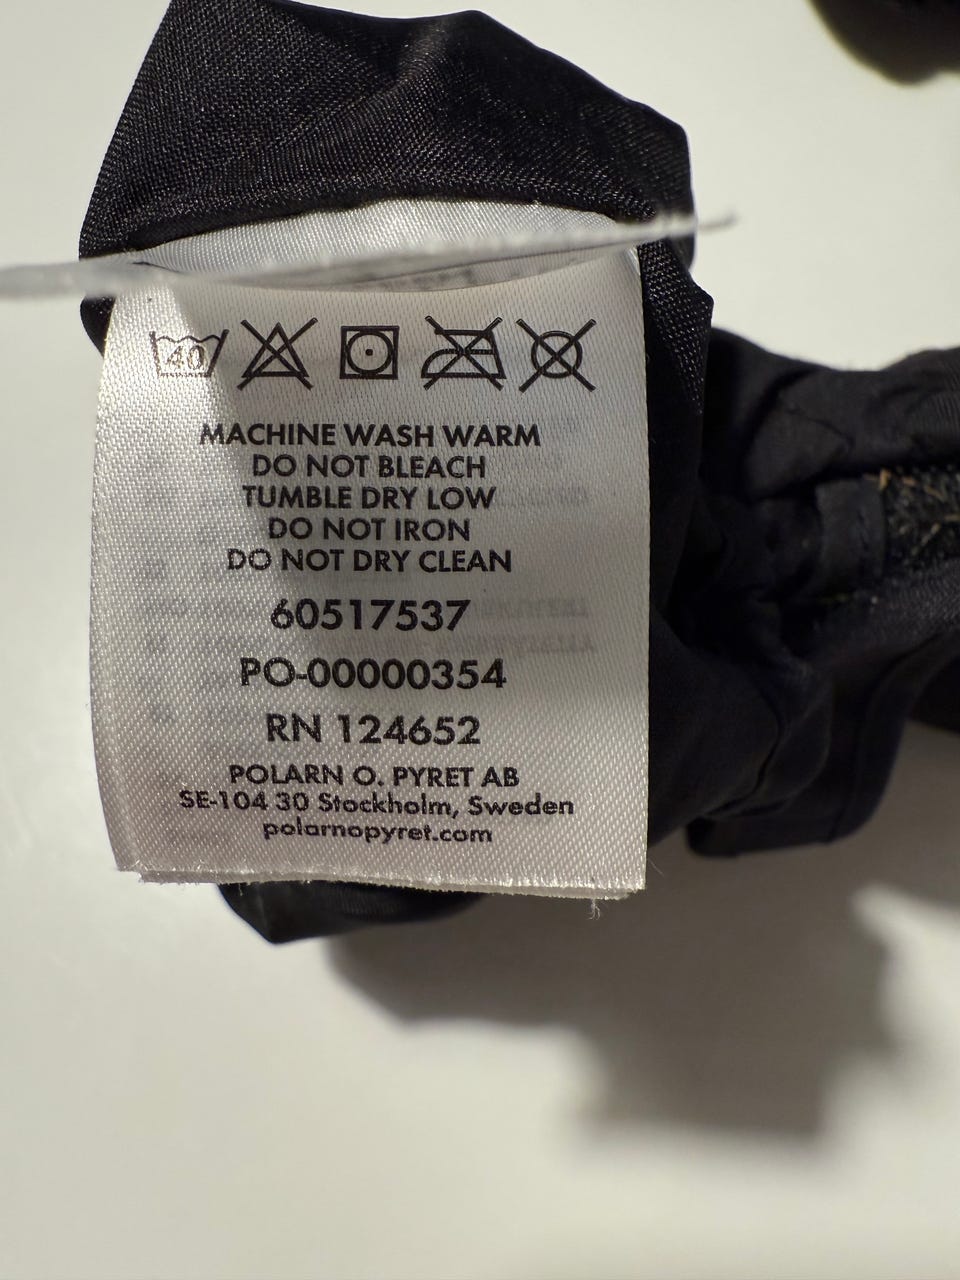 40
MACHINE WASH WARM
DO NOT BLEACH
TUMBLE DRY LOW
DO NOT IRON
DO NOT DRY CLEAN
60517537
PO-00000354
RN 124652
POLARN O. PYRET AB
SE-104 30 Stockholm, Sweden
polarnopyret.com